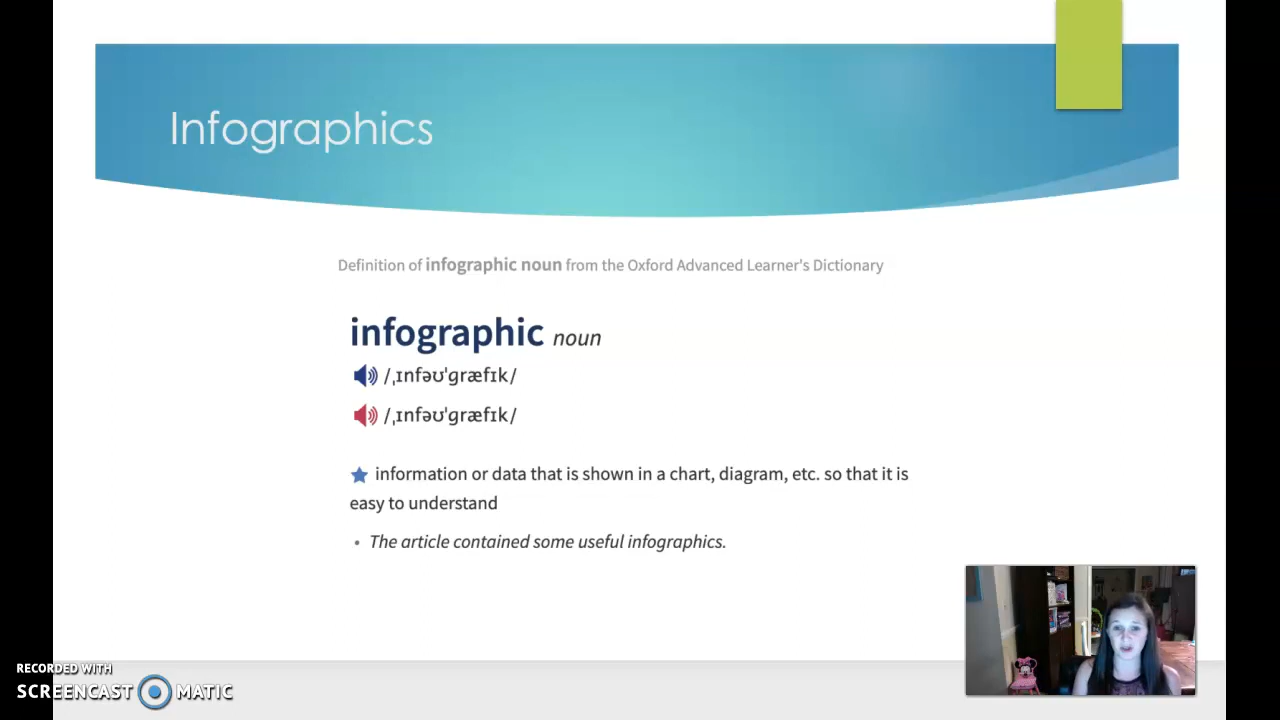 Infographics
Definition of infographic noun from the Oxford Advanced Learner's Dictionary
infographic noun
/ˌɪnfəʊˈɡræfɪk/
/ˌɪnfəʊˈɡræfɪk/
information or data that is shown in a chart, diagram, etc. so that it is
easy to understand
• The article contained some useful infographics.
RECORDED WITH
SCREENCAST MATIC